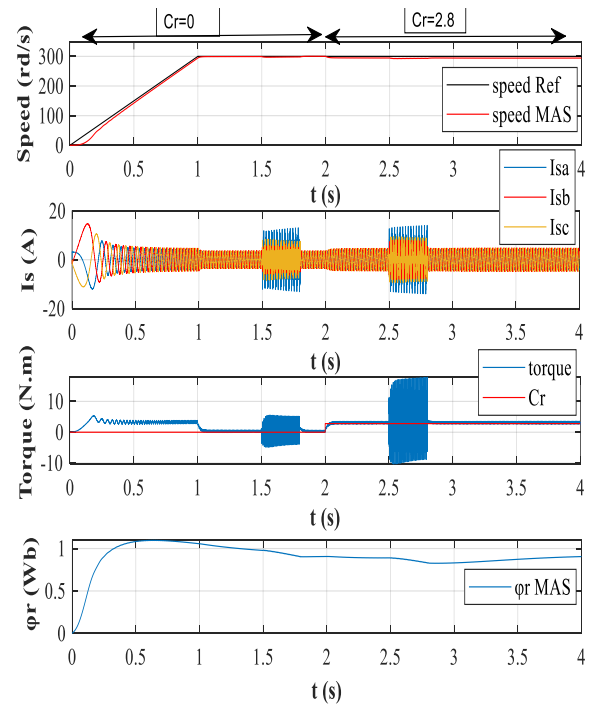 Cr=0
Cr=2.8
Speed (rd/s)
300
200
100
0
speed Ref
speed MAS
0 0.5 1 1.5 2 2.5 3 3.5 4
t (s)
Isa
Isb
Isc
Is (A)
20
0
-20
0 0.5 1 1.5 2 2.5 3 3.5 4
t (s)
Torque (N.m)
10
0
-10
torque
Cr
0 0.5 1 1.5 2 2.5 3 3.5 4
t (s)
φr (Wb)
1
0.5
0
φr MAS
0 0.5 1 1.5 2 2.5 3 3.5 4
t (s)